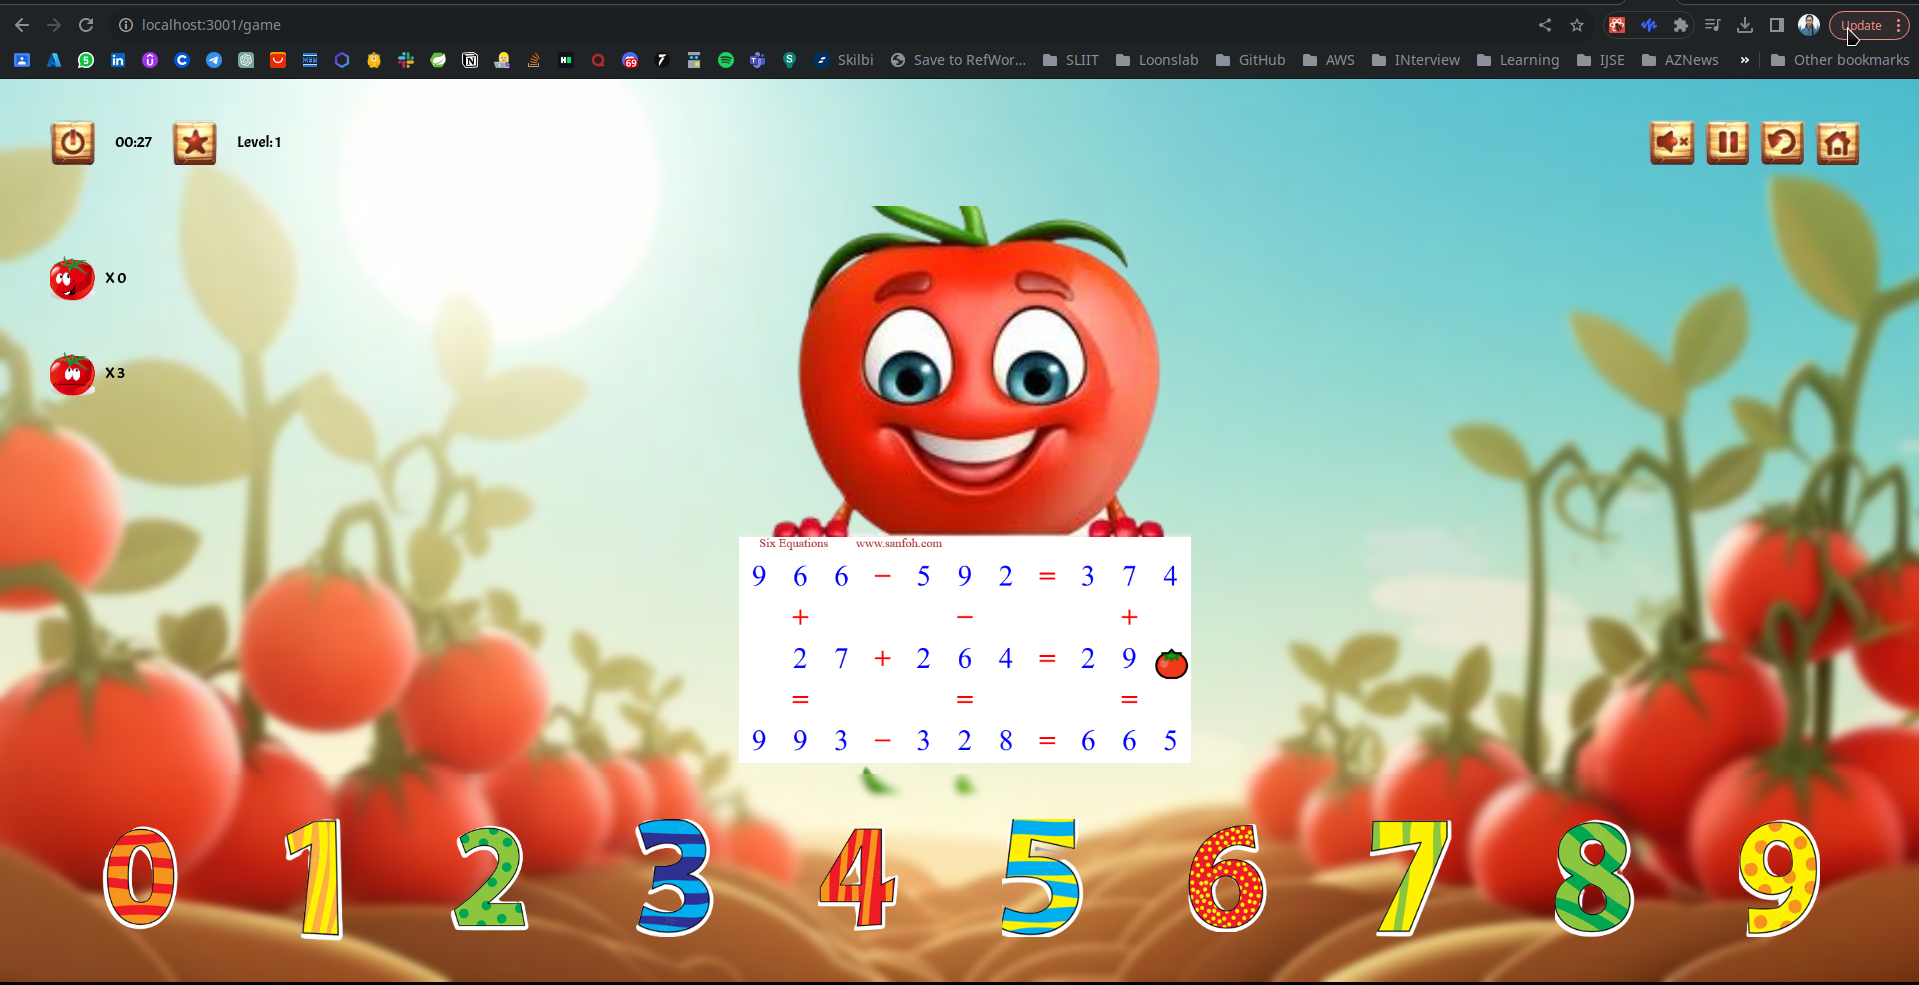 localhost:3001/game
Update
Skilbi Save to RefWor... SLIIT Loonslab GitHub AWS INterview Learning IJSE AZNews » Other bookmarks
00:27 Level: 1
X 0
X 3
Six Equations www.sanfoh.com
9 6 6 − 5 9 2 = 3 7 4
+ − +
2 7 + 2 6 4 = 2 9
= = =
9 9 3 − 3 2 8 = 6 6 5
0 1 2 3 4 5 6 7 8 9